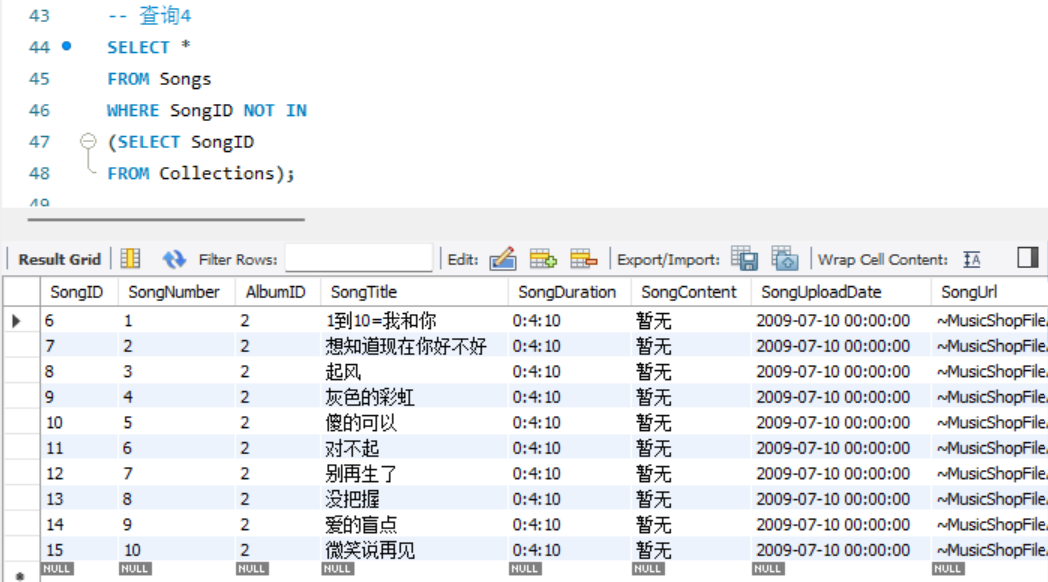 43 -- 查询4
44 SELECT *
45 FROM Songs
46 WHERE SongID NOT IN
47 (SELECT SongID
48 FROM Collections);
49
Result Grid Filter Rows: Edit: Export/Import: Wrap Cell Content: IA
SongID SongNumber AlbumID SongTitle SongDuration SongContent SongUploadDate SongUrl
6 1 2 1到10=我和你 0:4:10 暂无 2009-07-10 00:00:00 ~MusicShopFile
7 2 2 想知道现在你好不好 0:4:10 暂无 2009-07-10 00:00:00 ~MusicShopFile
8 3 2 起风 0:4:10 暂无 2009-07-10 00:00:00 ~MusicShopFile
9 4 2 灰色的彩虹 0:4:10 暂无 2009-07-10 00:00:00 ~MusicShopFile
10 5 2 傻的可以 0:4:10 暂无 2009-07-10 00:00:00 ~MusicShopFile
11 6 2 对不起 0:4:10 暂无 2009-07-10 00:00:00 ~MusicShopFile
12 7 2 别再生了 0:4:10 暂无 2009-07-10 00:00:00 ~MusicShopFile
13 8 2 没把握 0:4:10 暂无 2009-07-10 00:00:00 ~MusicShopFile
14 9 2 爱的盲点 0:4:10 暂无 2009-07-10 00:00:00 ~MusicShopFile
15 10 2 微笑说再见 0:4:10 暂无 2009-07-10 00:00:00 ~MusicShopFile
NULL NULL NULL NULL NULL NULL NULL NULL